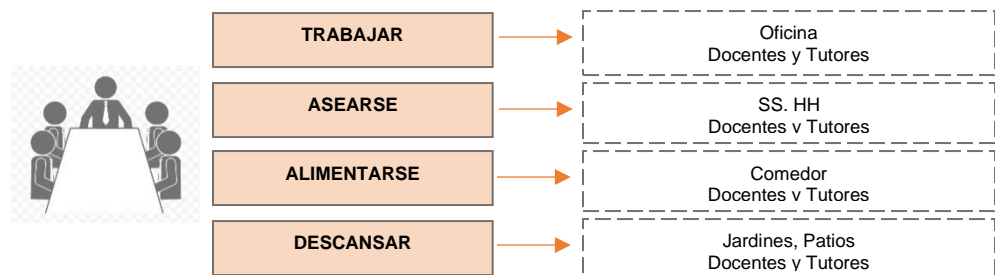 TRABAJAR
Oficina
Docentes y Tutores
ASEARSE
SS. HH
Docentes v Tutores
ALIMENTARSE
Comedor
Docentes v Tutores
DESCANSAR
Jardines, Patios
Docentes y Tutores